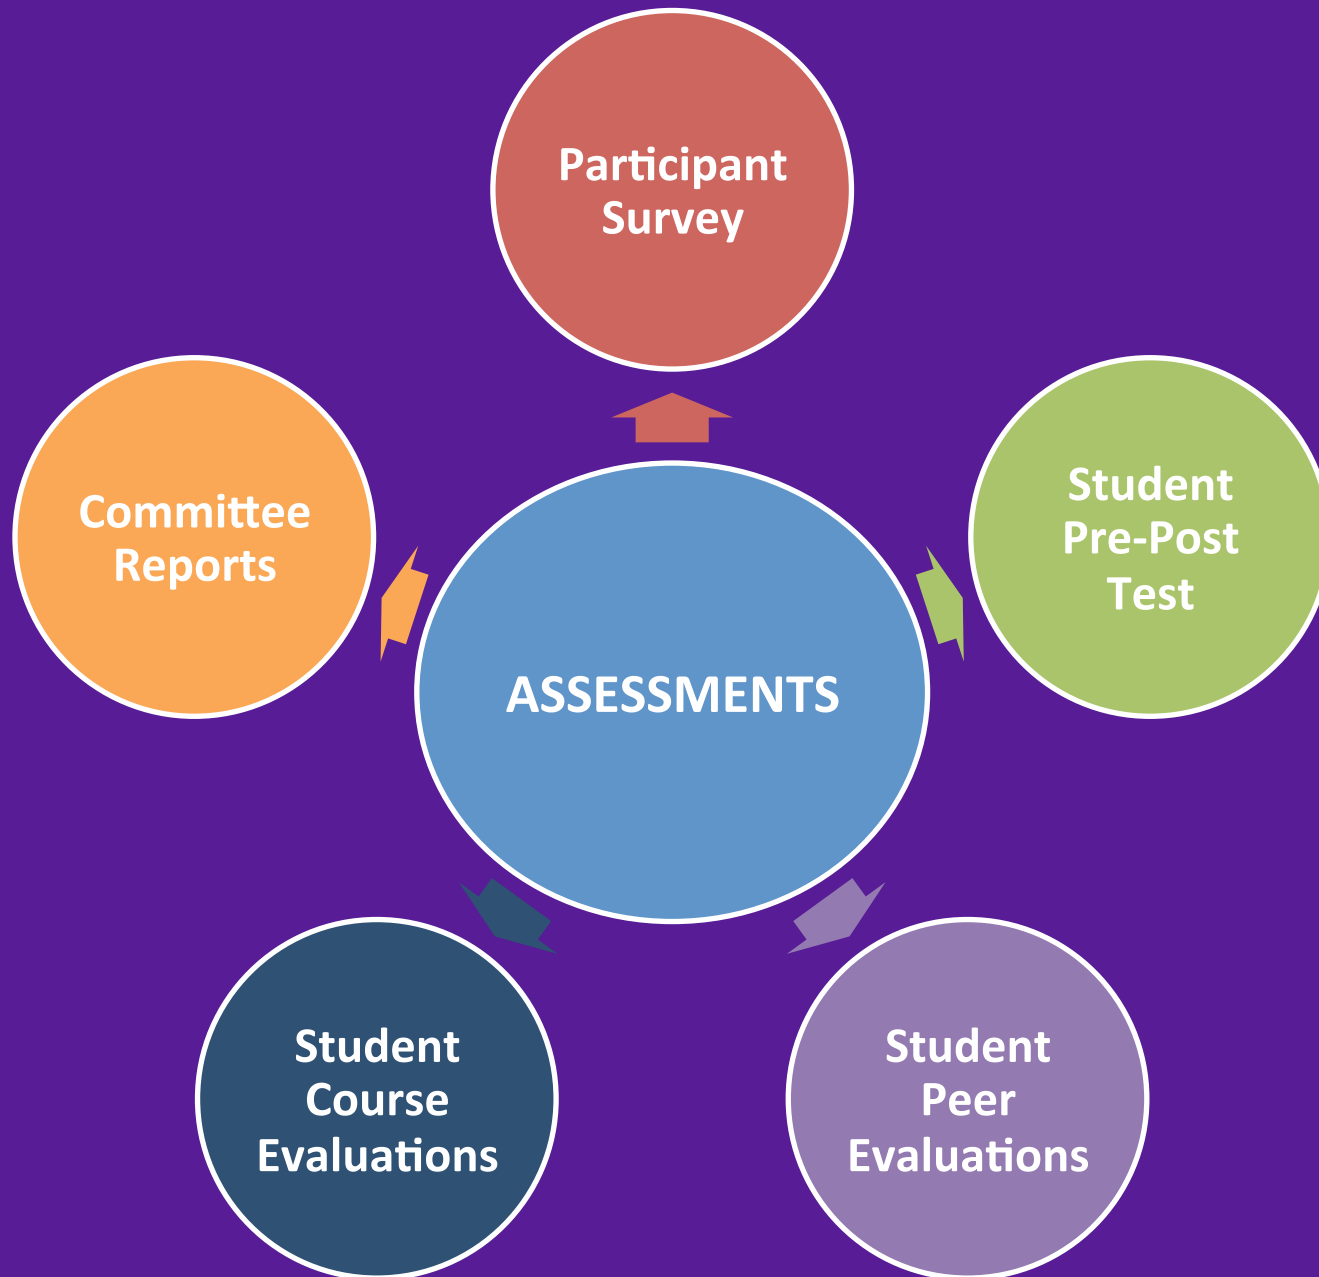 Participant
Survey
Student
Pre-Post
Test
Committee
Reports
ASSESSMENTS
Student
Course
Evaluations
Student
Peer
Evaluations